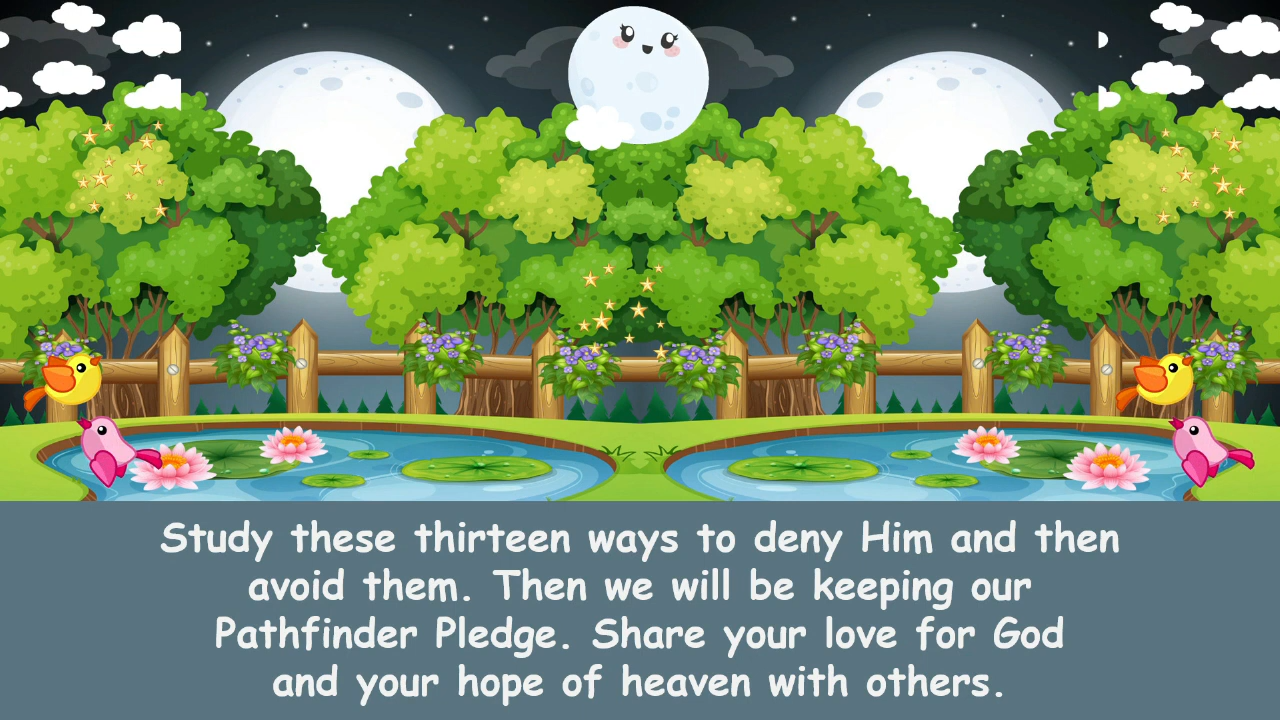 Study these thirteen ways to deny Him and then
avoid them. Then we will be keeping our
Pathfinder Pledge. Share your love for God
and your hope of heaven with others.